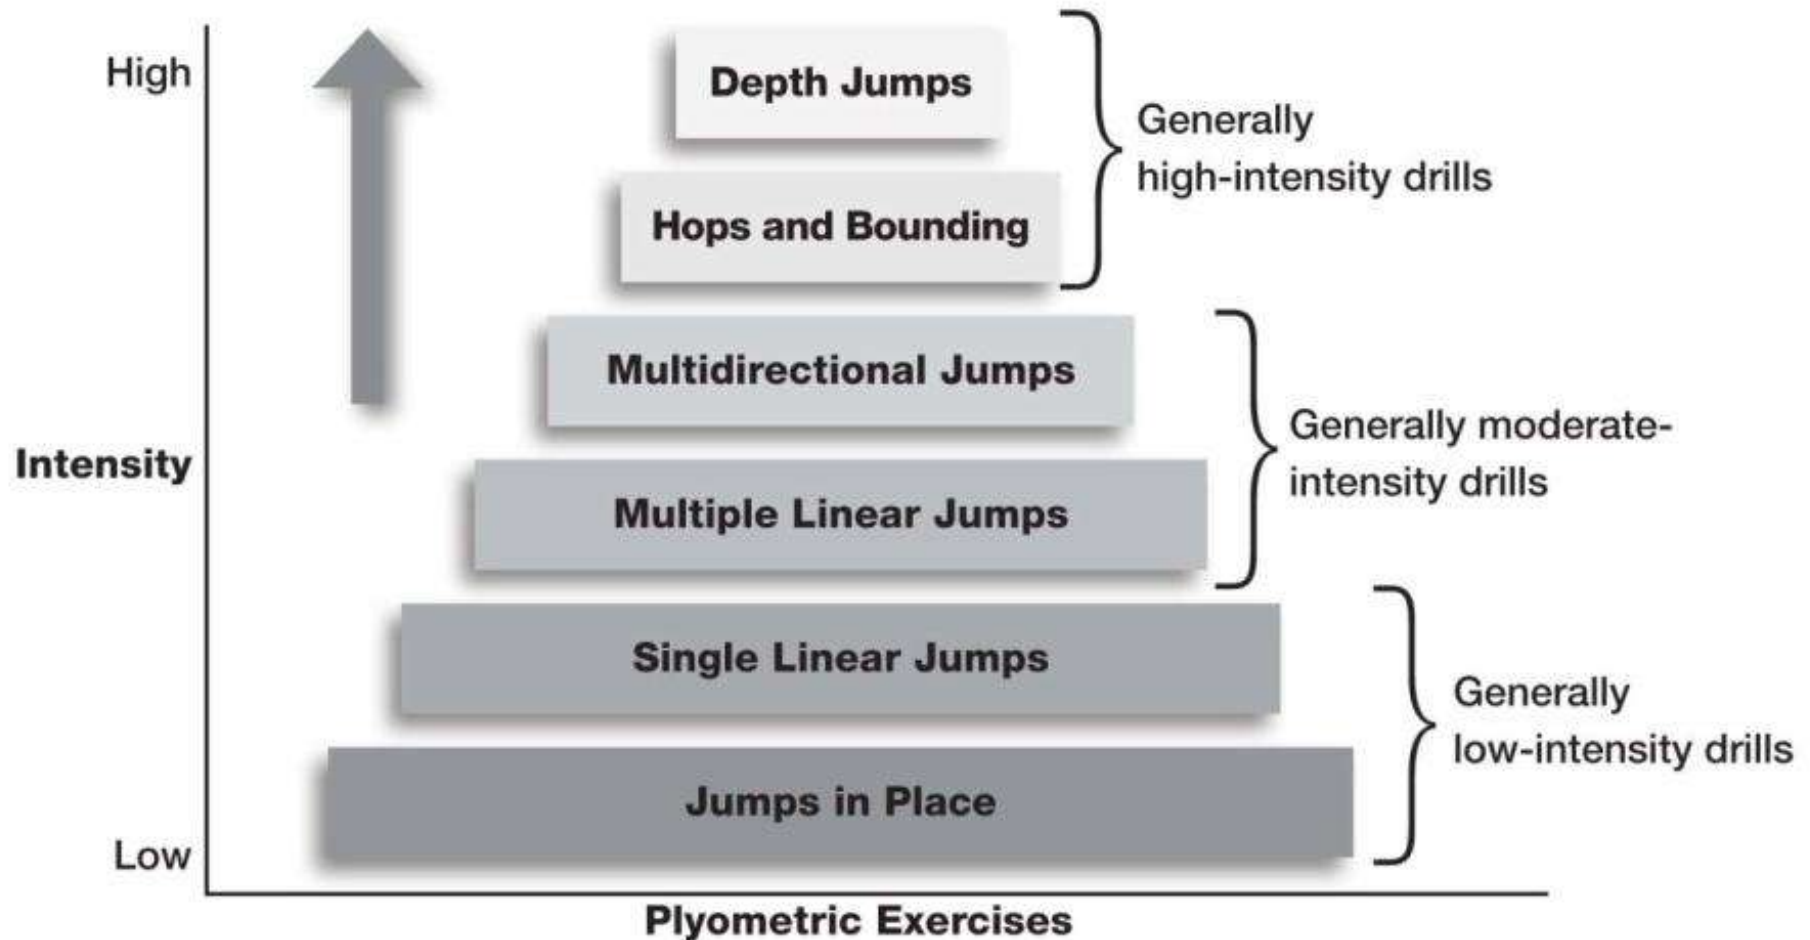 High
Depth Jumps
Generally
high-intensity drills
Hops and Bounding
Multidirectional Jumps
Generally moderate-
intensity drills
Intensity
Multiple Linear Jumps
Single Linear Jumps
Generally
low-intensity drills
Jumps in Place
Low
Plyometric Exercises